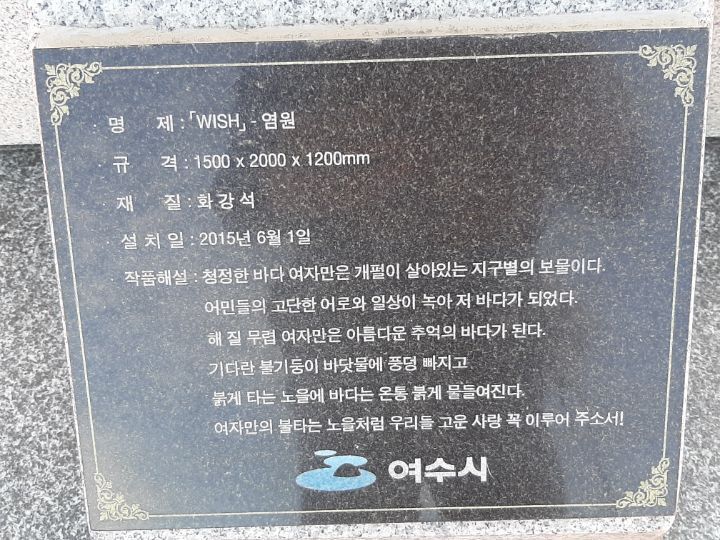 · 명 제 : 「WISH」 - 염원
· 규 격 : 1500 x 2000 x 1200mm
· 재 질 : 화강석
· 설 치 일 : 2015년 6월 1일
· 작품해설 : 청정한 바다 여자만은 개펄이 살아있는 지구별의 보물이다.
어민들의 고단한 어로와 일상이 녹아 저 바다가 되었다.
해 질 무렵 여자만은 아름다운 추억의 바다가 된다.
기다란 불기둥이 바닷물에 풍덩 빠지고
붉게 타는 노을에 바다는 온통 붉게 물들여진다.
여자만의 불타는 노을처럼 우리들 고운 사랑 꼭 이루어 주소서!
여수시